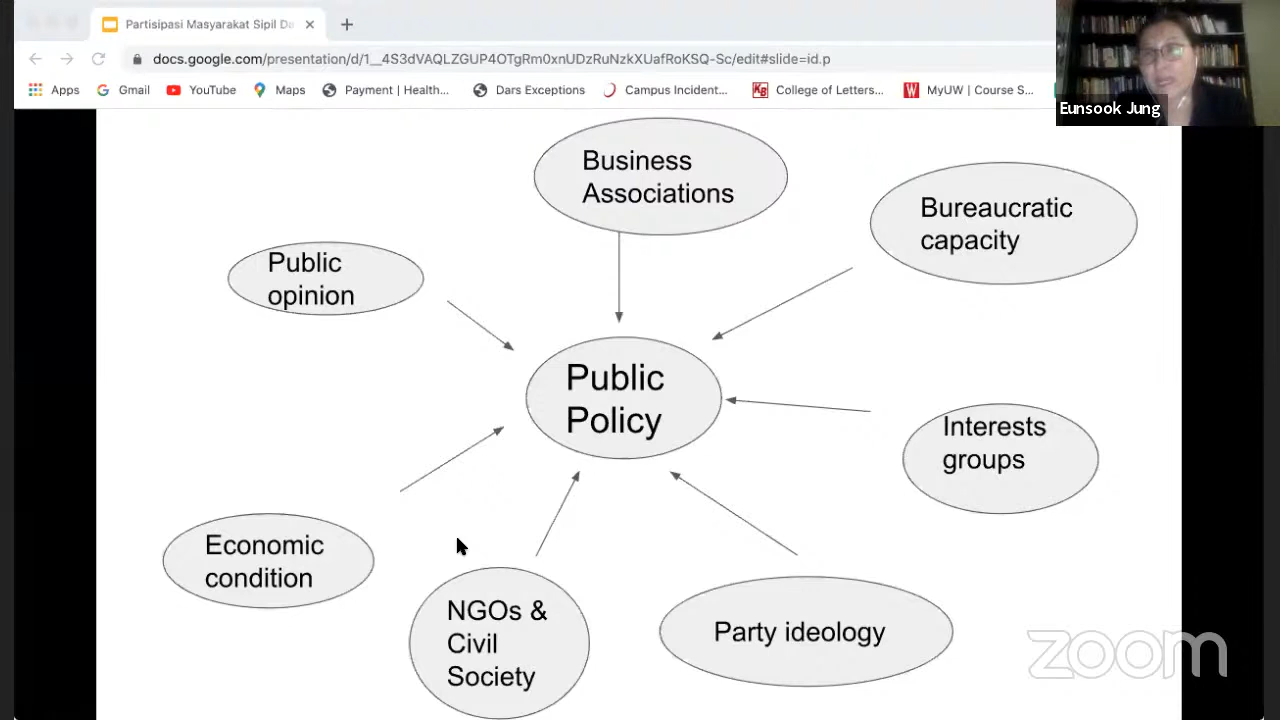 Partisipasi Masyarakat Sipil Da
docs.google.com/presentation/d/1__4S3dVAQLZGUP4OTgRm0xnUDzRuNzkXUafRoKSQ-Sc/edit#slide=id.p
Apps Gmail YouTube Maps Payment | Health... Dars Exceptions Campus Incident... College of Letters... MyUW | Course S...
Eunsook Jung
Business
Associations
Bureaucratic
capacity
Public
opinion
Public
Policy
Interests
groups
Economic
condition
NGOs &
Civil
Society
Party ideology
zoom